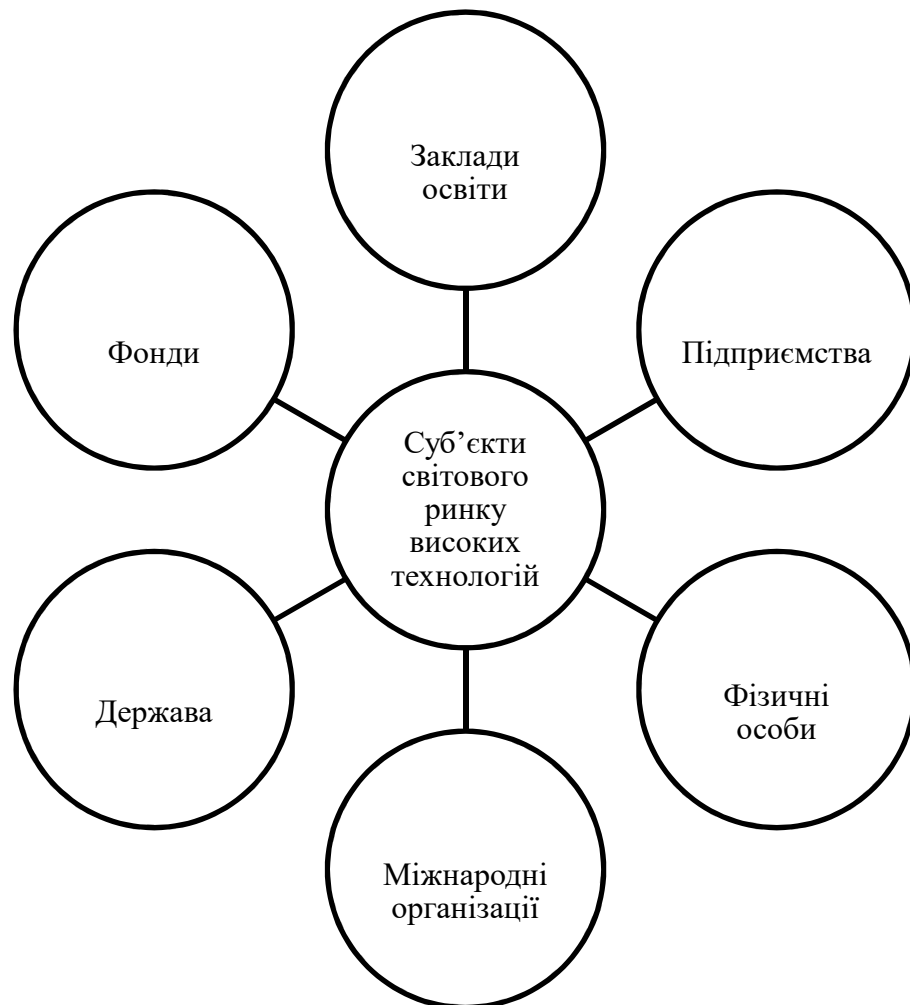 Заклади
освіти
Фонди
Підприємства
Суб’єкти
світового
ринку
високих
технологій
Держава
Фізичні
особи
Міжнародні
організації